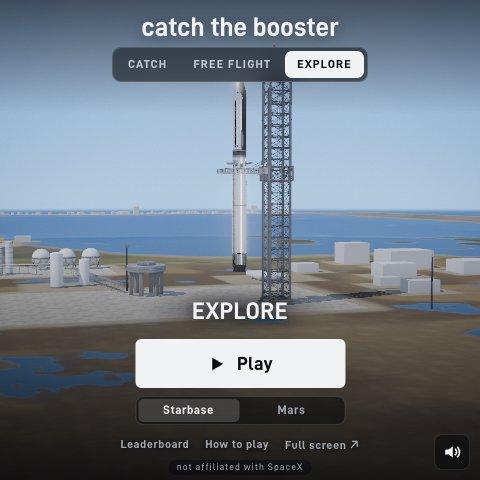 catch the booster
CATCH FREE FLIGHT EXPLORE
EXPLORE
Play
Starbase Mars
Leaderboard How to play Full screen ↗
not affiliated with SpaceX